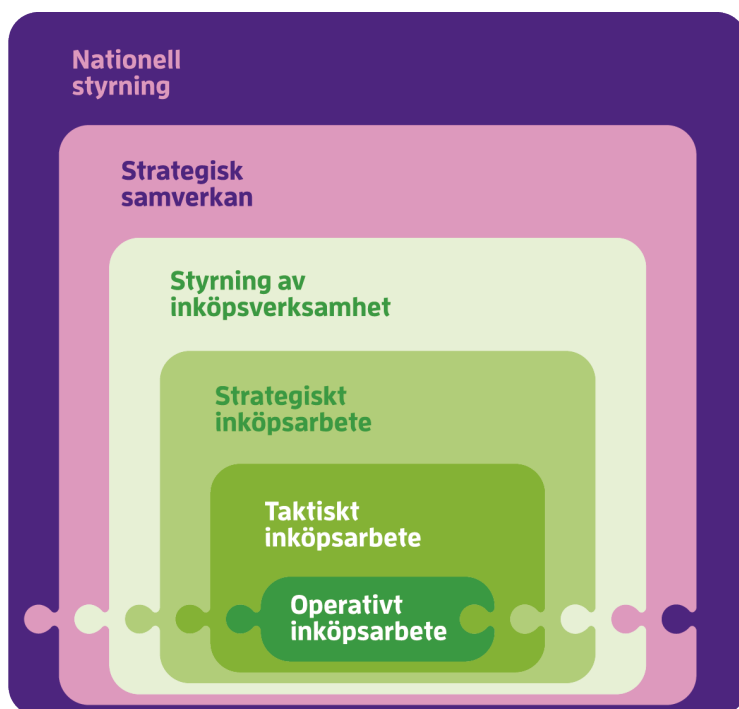 Nationell
styrning
Strategisk
samverkan
Styrning av
inköpsverksamhet
Strategiskt
inköpsarbete
Taktiskt
inköpsarbete
Operativt
inköpsarbete